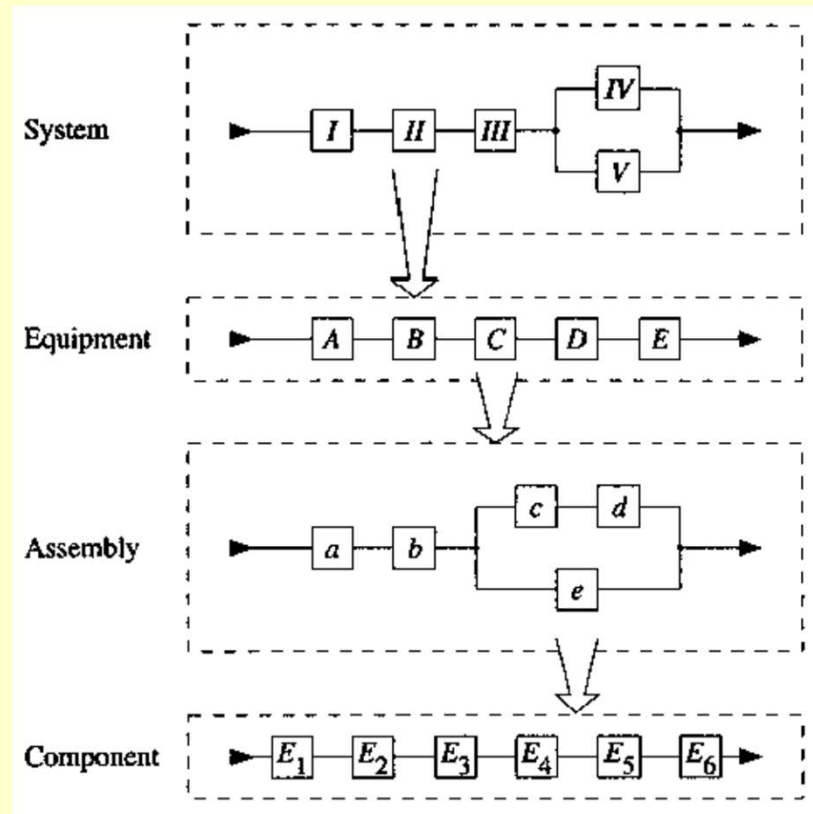 IV
System
I II III
V
Equipment
A B C D E
c d
Assembly
a b
e
Component
E1 E2 E3 E4 E5 E6